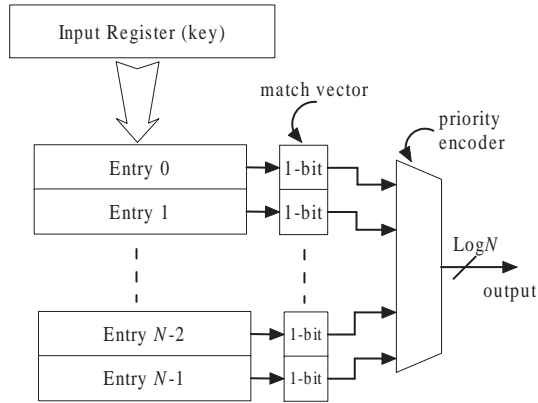 Input Register (key)
match vector
priority
encoder
Entry 0
1-bit
Entry 1
1-bit
LogN
output
Entry N-2
1-bit
Entry N-1
1-bit